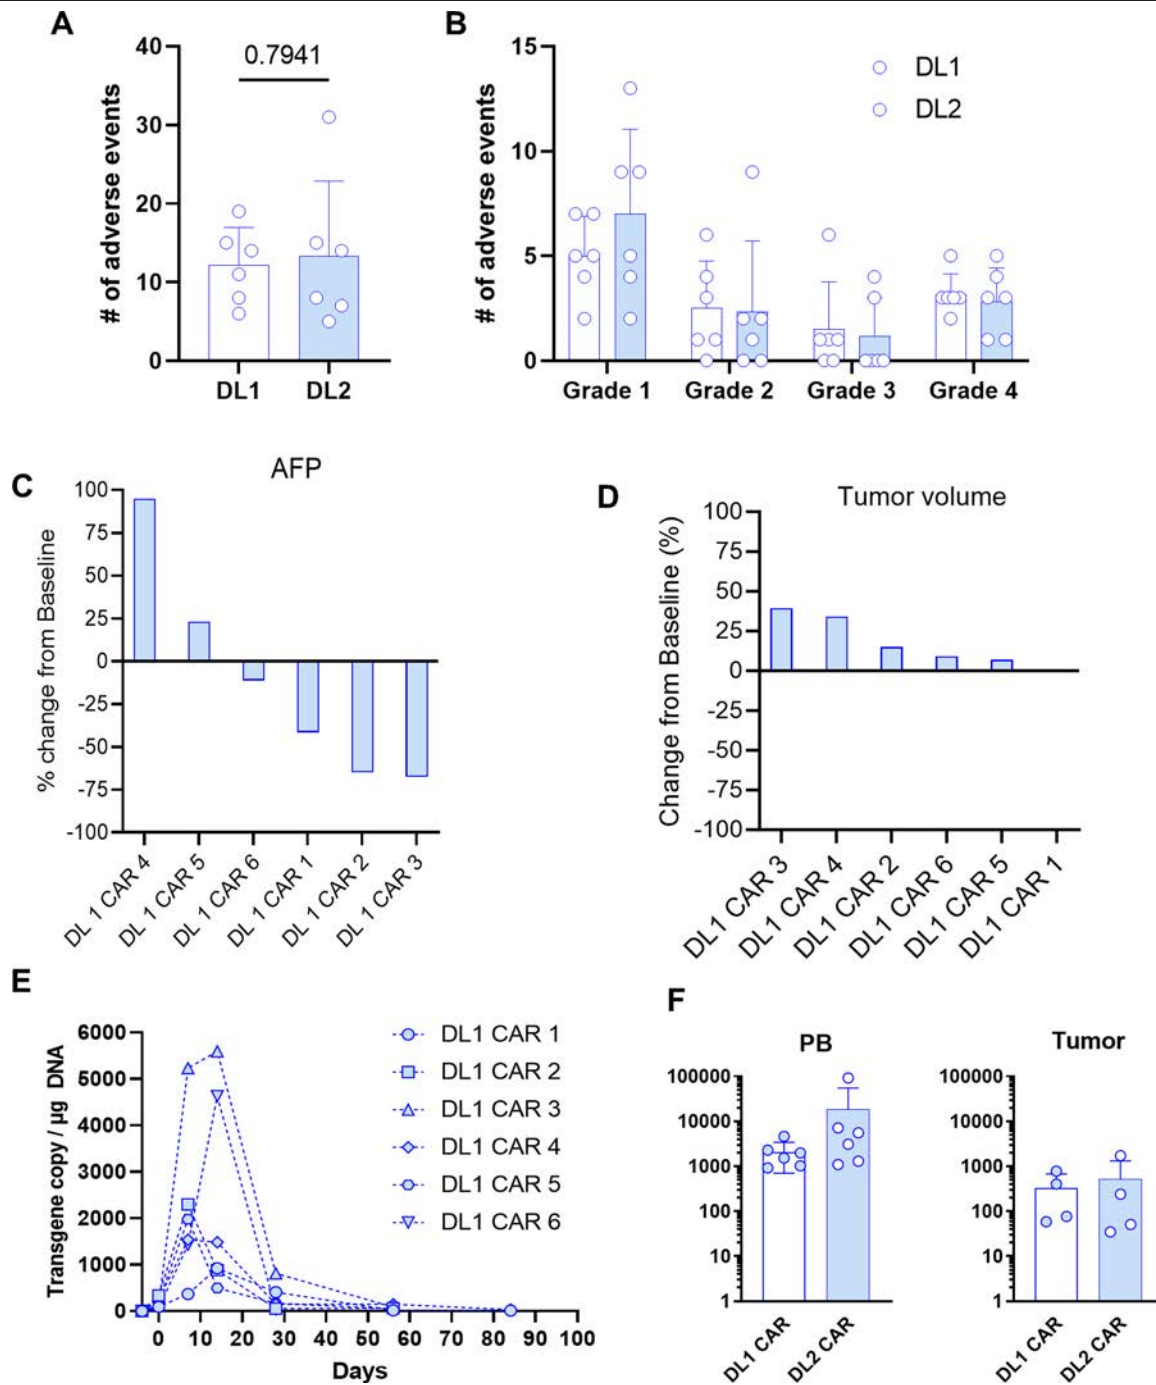 A
# of adverse events
40
30
20
10
0
0.7941
DL1
DL2
B
# of adverse events
15
10
5
0
DL1
DL2
Grade 1
Grade 2
Grade 3
Grade 4
C
AFP
% change from Baseline
100
75
50
25
0
-25
-50
-75
-100
DL 1 CAR 4
DL 1 CAR 5
DL 1 CAR 6
DL 1 CAR 1
DL 1 CAR 2
DL 1 CAR 3
D
Tumor volume
Change from Baseline (%)
100
75
50
25
0
-25
-50
-75
-100
DL1 CAR 3
DL1 CAR 4
DL1 CAR 2
DL1 CAR 6
DL1 CAR 5
DL1 CAR 1
E
Transgene copy / µg DNA
6000
5000
4000
3000
2000
1000
0
0 10 20 30 40 50 60 70 80 90 100
Days
DL1 CAR 1
DL1 CAR 2
DL1 CAR 3
DL1 CAR 4
DL1 CAR 5
DL1 CAR 6
F
PB
100000
10000
1000
100
10
1
DL1 CAR
DL2 CAR
Tumor
100000
10000
1000
100
10
1
DL1 CAR
DL2 CAR